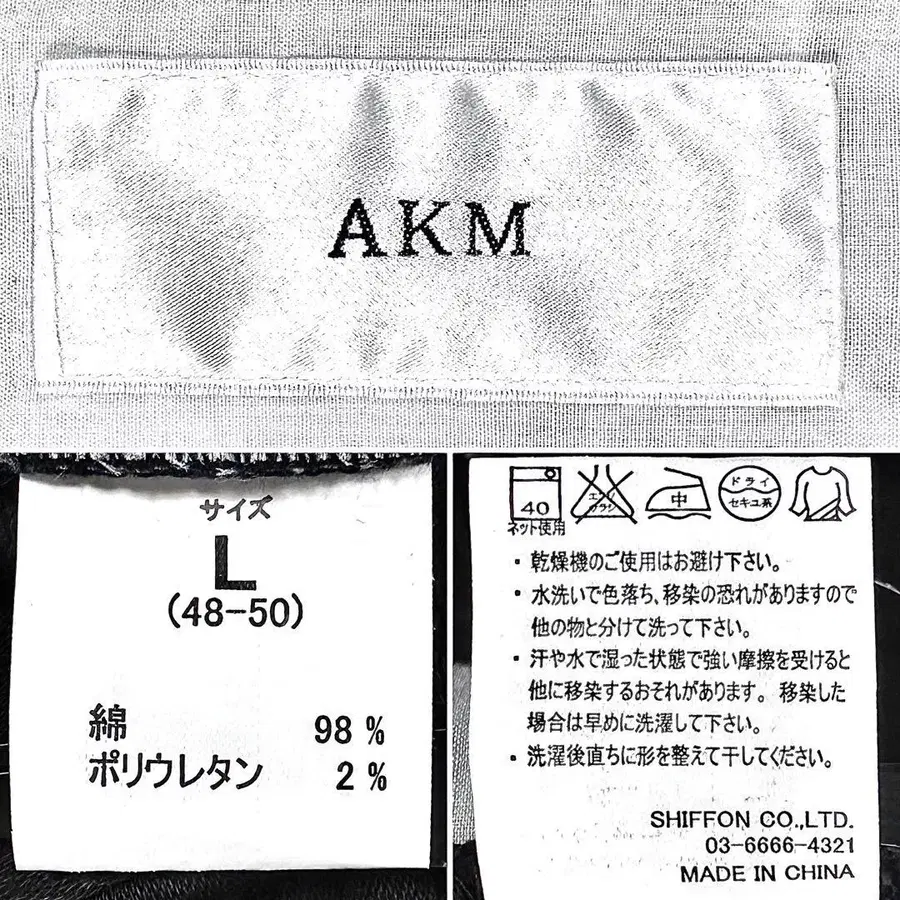 AKM
サイズ
L
(48-50)
綿 98 %
ポリウレタン 2 %
40
ネット使用
エンソ
サラシ
中
ドライ
セキユ系
・乾燥機のご使用はお避け下さい。
・水洗いで色落ち、移染の恐れがありますので
他の物と分けて洗って下さい。
・汗や水で湿った状態で強い摩擦を受けると
他に移染するおそれがあります。移染した
場合は早めに洗濯して下さい。
・洗濯後直ちに形を整えて干してください。
SHIFFON CO.,LTD.
03-6666-4321
MADE IN CHINA